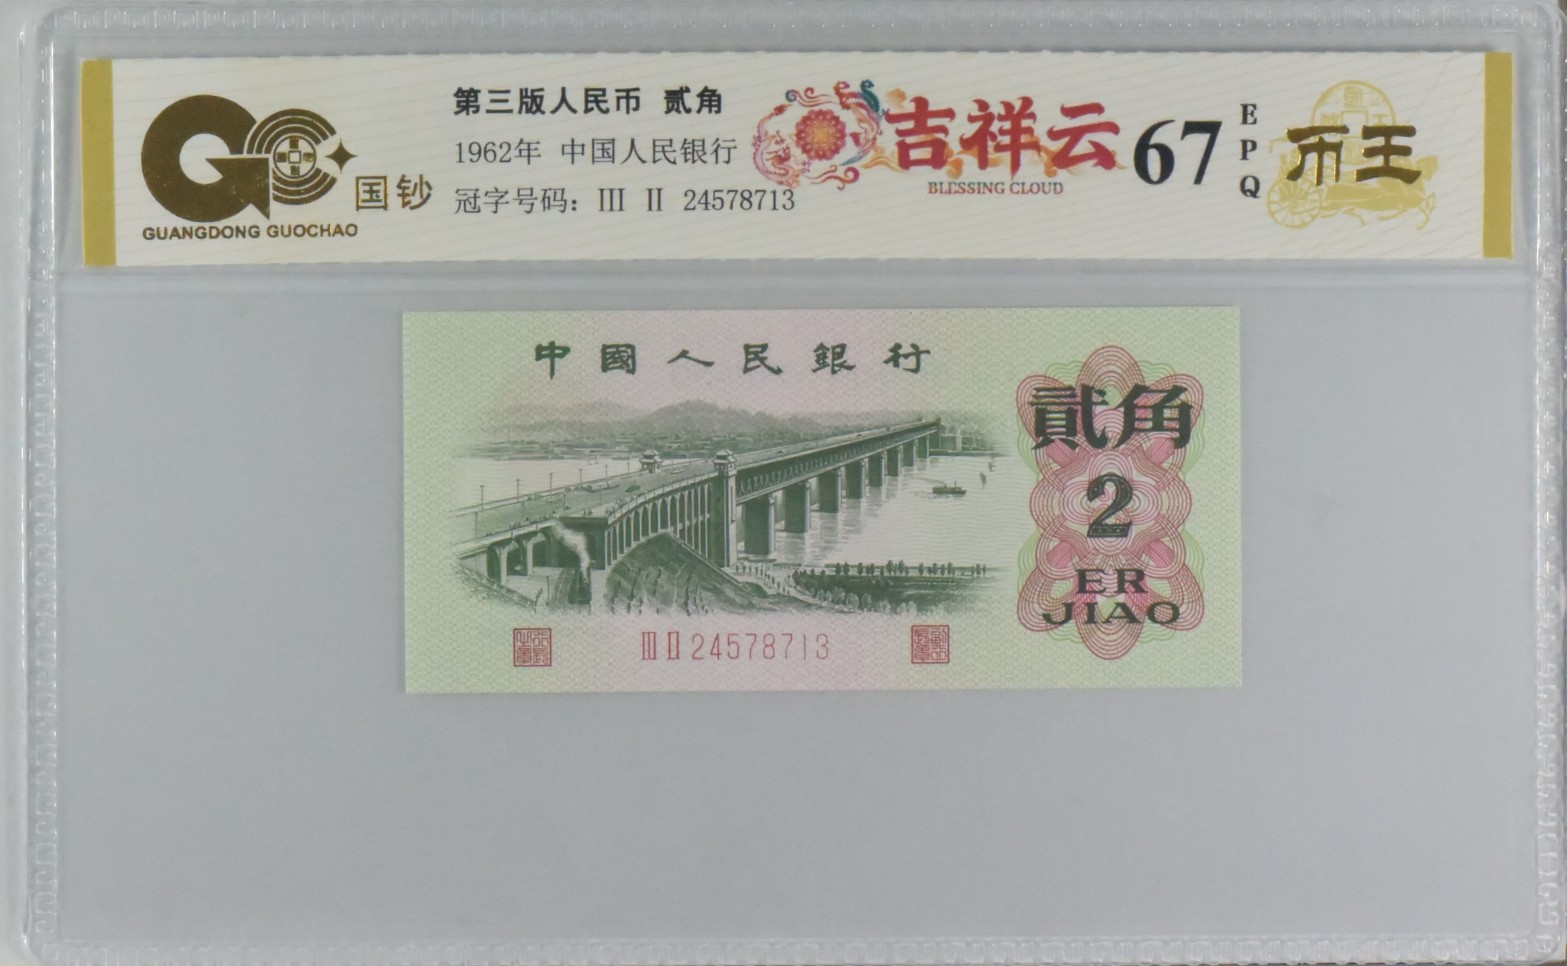 GUANGDONG GUOCHAO
国钞
第三版人民币 贰角
1962年 中国人民银行
冠字号码：III II 24578713
吉祥云
BLESSING CLOUD
67
EPQ
币王
中國人民銀行
貳角
2
ER
JIAO
III II 24578713